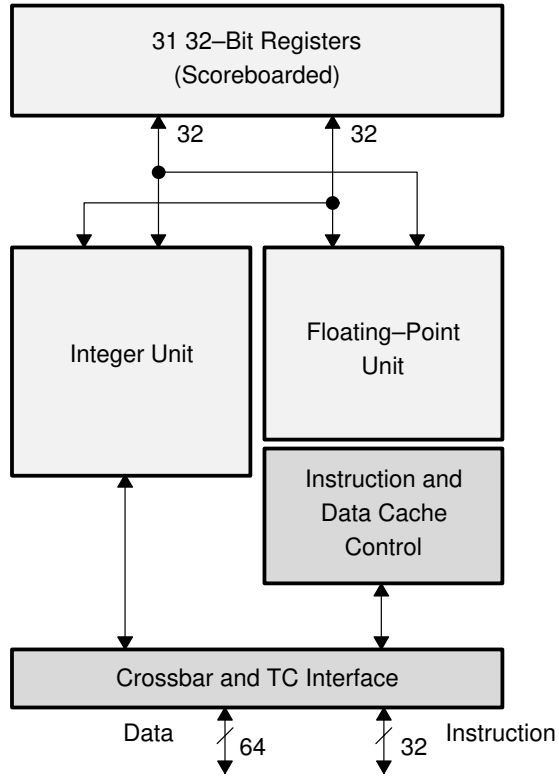 31 32–Bit Registers
(Scoreboarded)
32 32
Integer Unit
Floating–Point
Unit
Instruction and
Data Cache
Control
Crossbar and TC Interface
Data 64 32 Instruction